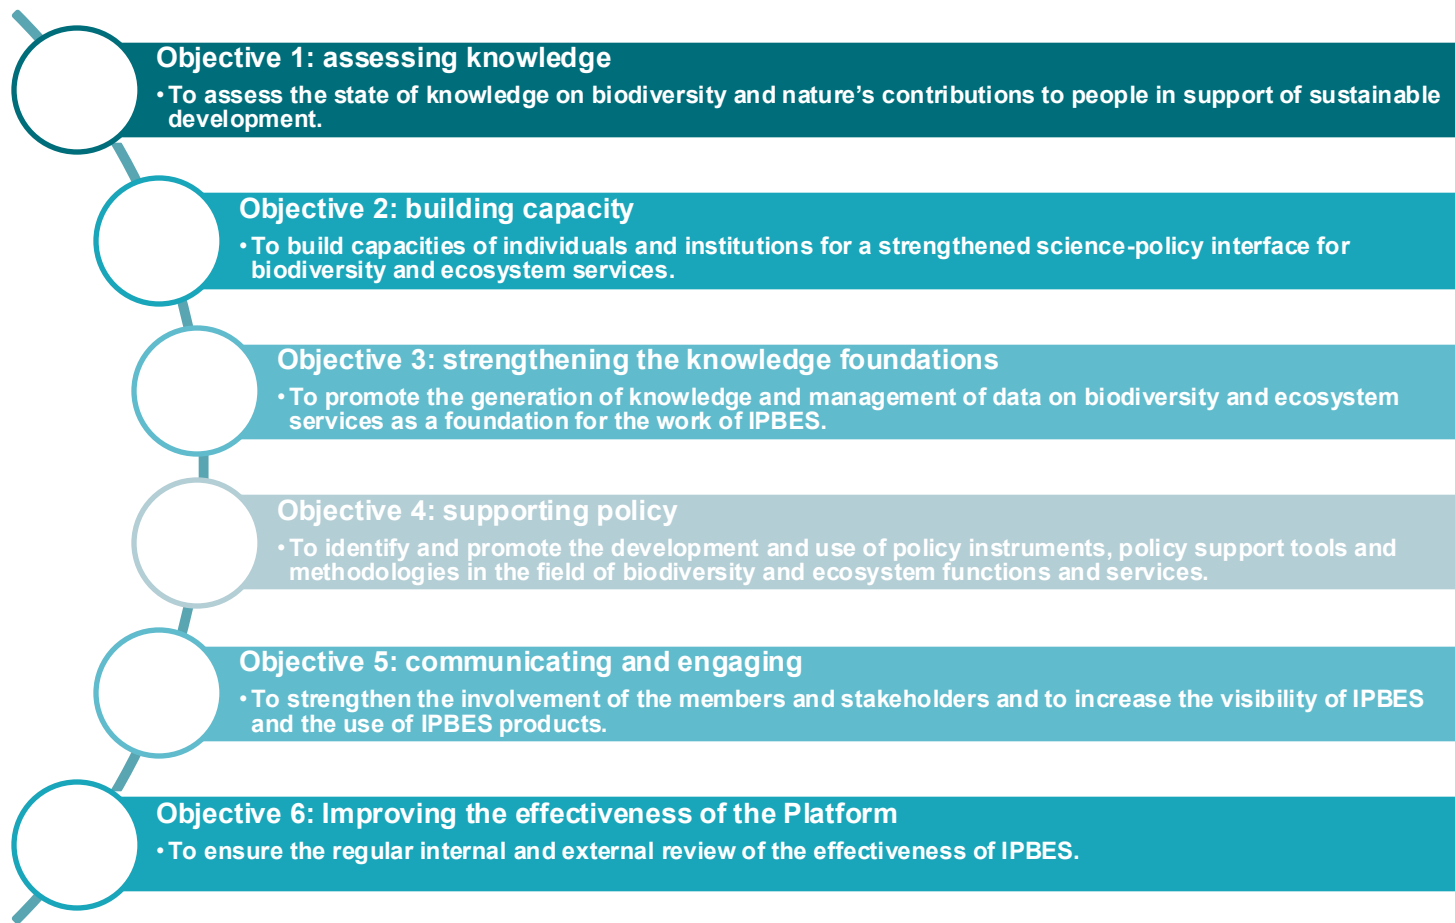 Objective 1: assessing knowledge
• To assess the state of knowledge on biodiversity and nature’s contributions to people in support of sustainable
development.
Objective 2: building capacity
• To build capacities of individuals and institutions for a strengthened science-policy interface for
biodiversity and ecosystem services.
Objective 3: strengthening the knowledge foundations
• To promote the generation of knowledge and management of data on biodiversity and ecosystem
services as a foundation for the work of IPBES.
Objective 4: supporting policy
• To identify and promote the development and use of policy instruments, policy support tools and
methodologies in the field of biodiversity and ecosystem functions and services.
Objective 5: communicating and engaging
• To strengthen the involvement of the members and stakeholders and to increase the visibility of IPBES
and the use of IPBES products.
Objective 6: Improving the effectiveness of the Platform
• To ensure the regular internal and external review of the effectiveness of IPBES.